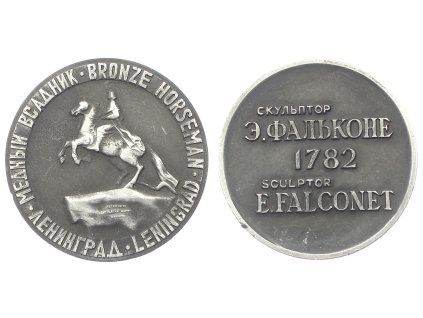 МЕДНЫЙ ВСАДНИК · BRONZE HORSEMAN ·
ЛЕНИНГРАД · LENINGRAD ·
СКУЛЬПТОР
Э.ФАЛЬКОНЕ
1782
SCULPTOR
E.FALCONET